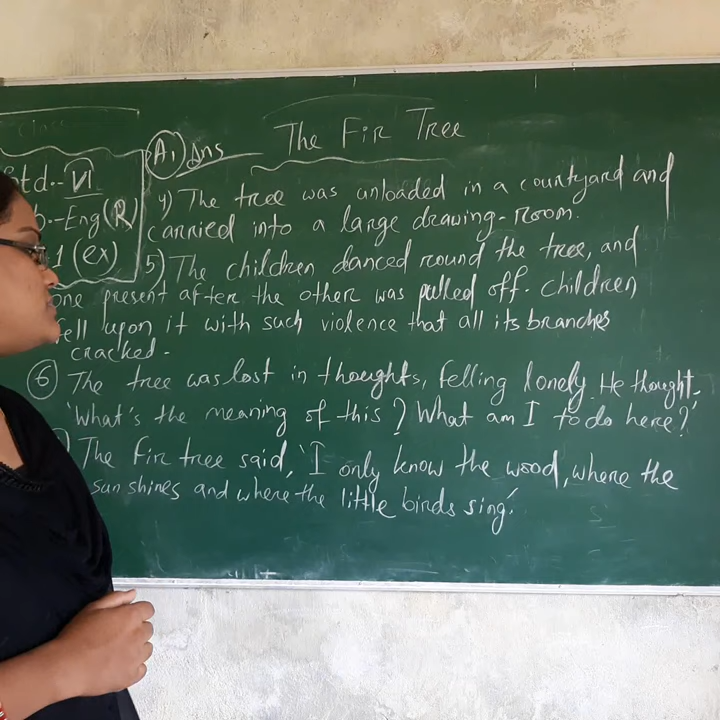 The Fir Tree
A, Ans
Std.- VI
Eng (R)
1 (ex)
4) The tree was unloaded in a courtyard and
carried into a large drawing-room.
5) The children danced round the tree, and
one present after the other was pulled off. children
fell upon it with such violence that all its branches
cracked.
6 The tree was lost in thoughts, felling lonely. He thought,
'What's the meaning of this? What am I to do here?'
The Fir tree said, 'I only know the wood, where the
sun shines and where the little birds sing.'